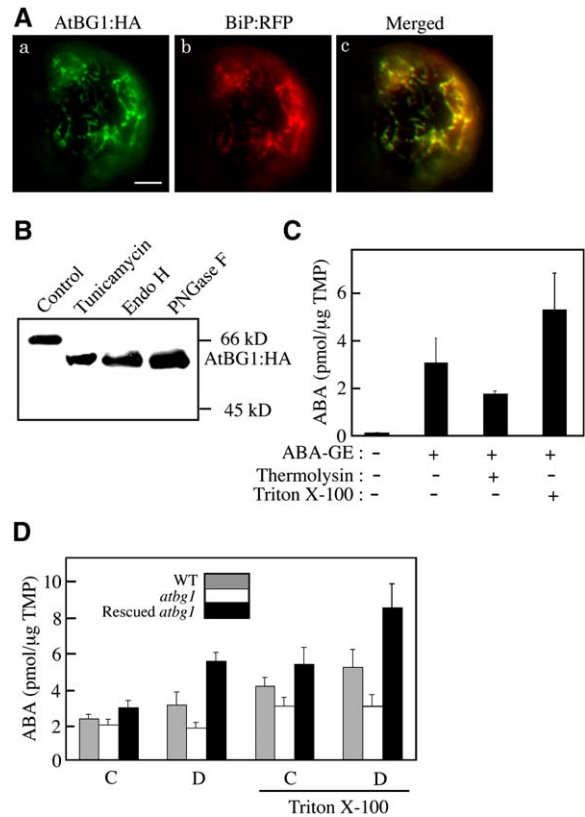 A
AtBG1:HA BiP:RFP Merged
a b c
B
Control Tunicamycin Endo H PNGase F
66 kD
AtBG1:HA
45 kD
C
ABA (pmol/µg TMP)
6
4
2
0
ABA-GE : - + + +
Thermolysin : - - + -
Triton X-100 : - - - +
D
ABA (pmol/µg TMP)
10
8
6
4
2
0
WT
atbg1
Rescued atbg1
C D C D
Triton X-100